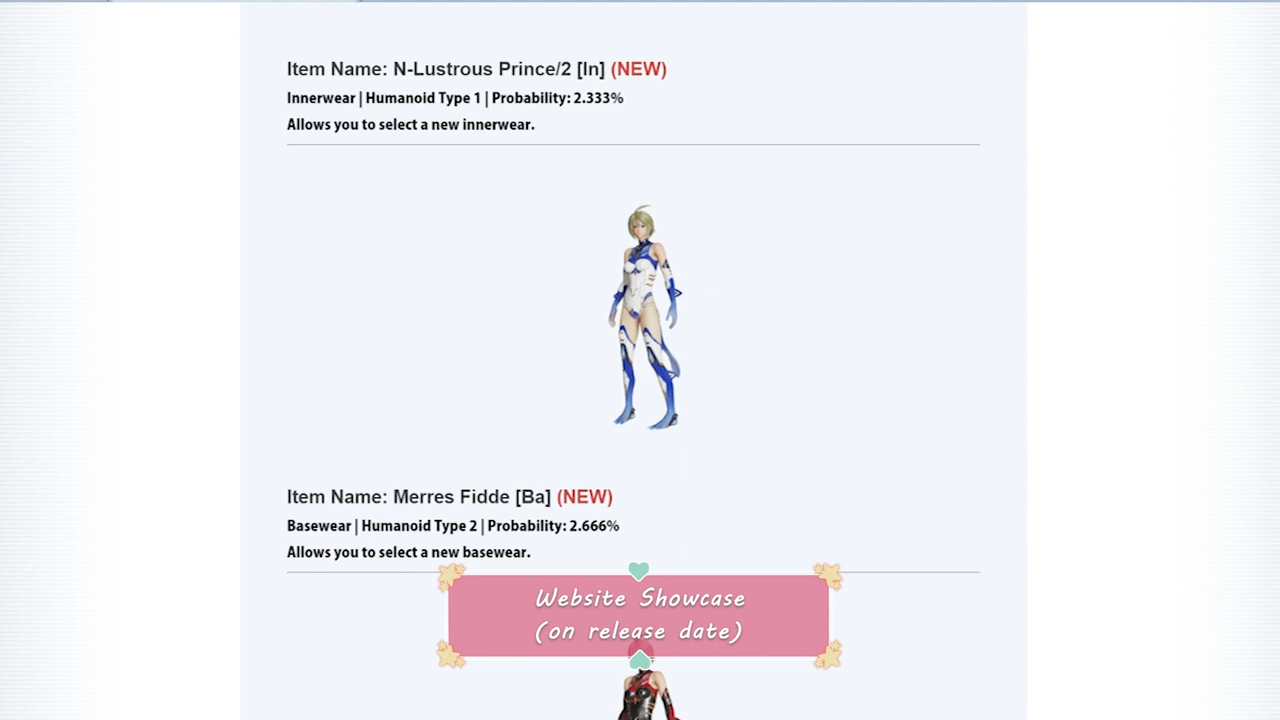 Item Name: N-Lustrous Prince/2 [In] (NEW)
Innerwear | Humanoid Type 1 | Probability: 2.333%
Allows you to select a new innerwear.
Item Name: Merres Fidde [Ba] (NEW)
Basewear | Humanoid Type 2 | Probability: 2.666%
Allows you to select a new basewear.
Website Showcase
(on release date)